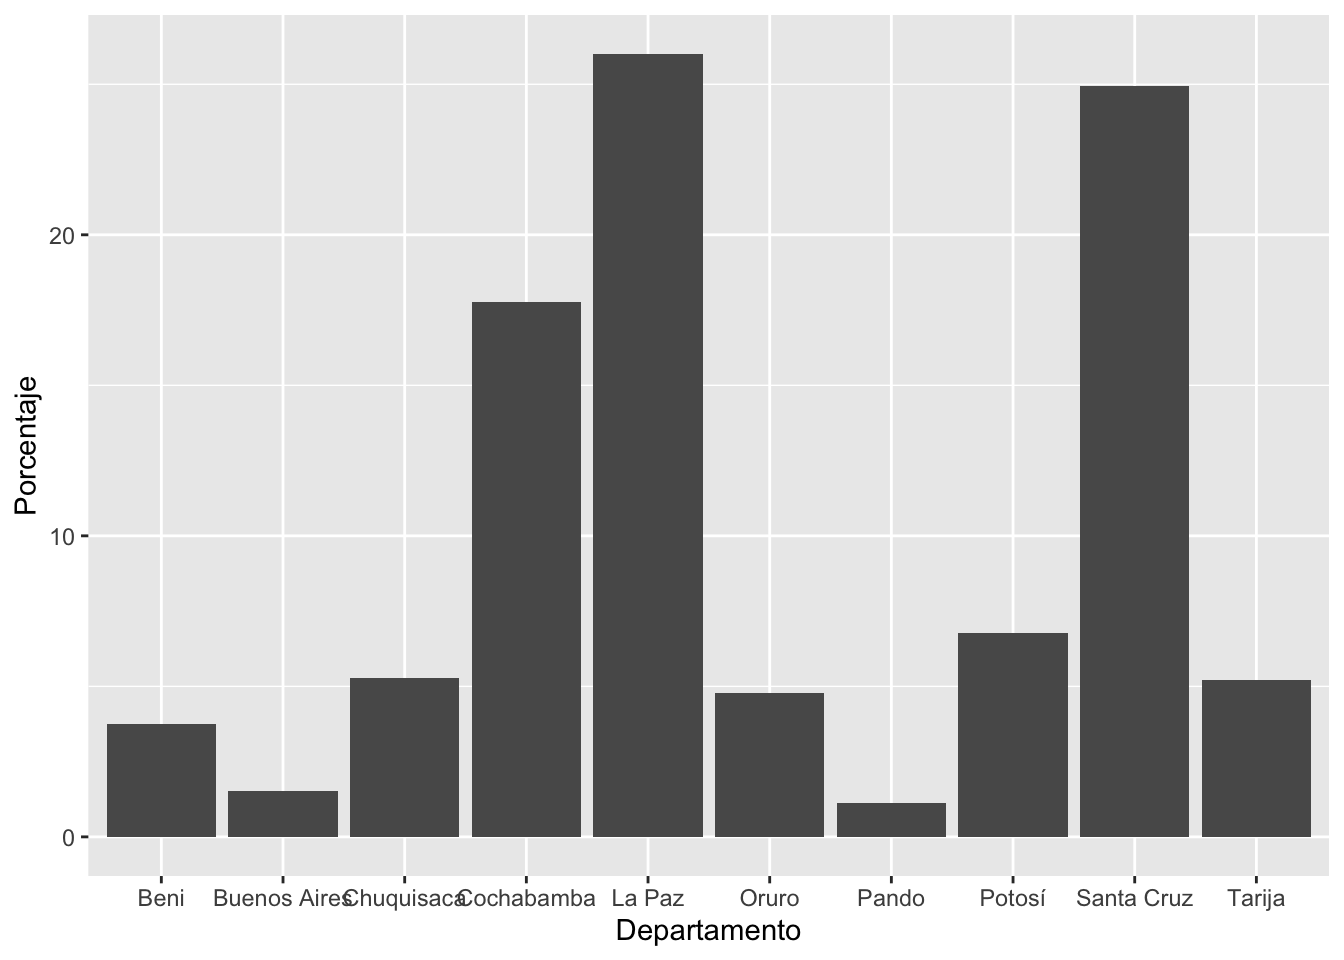 Porcentaje
20
10
0
Beni Buenos Aires Chuquisaca Cochabamba La Paz Oruro Pando Potosí Santa Cruz Tarija
Departamento